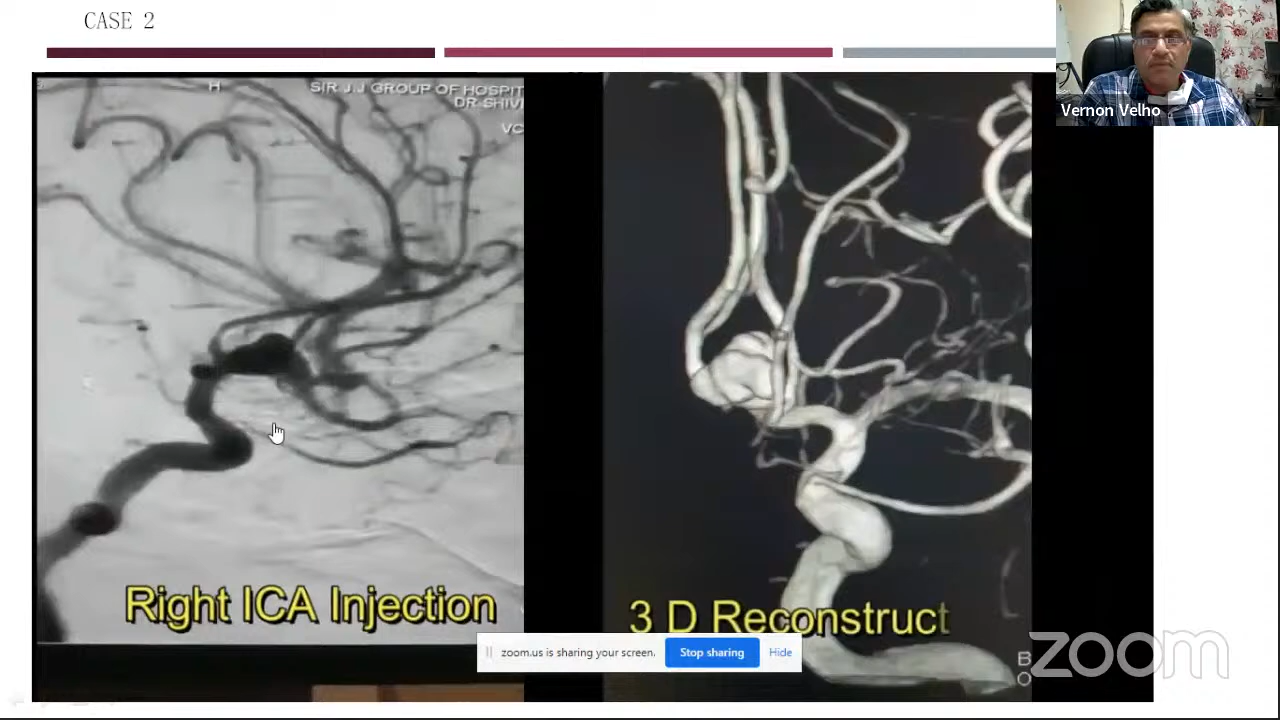 CASE 2
H
SIR J.J GROUP OF HOSPIT
DR SHIV
VC
Vernon Velho
Right ICA Injection
3 D Reconstruct
zoom.us is sharing your screen.
Stop sharing
Hide
B
O
zoom